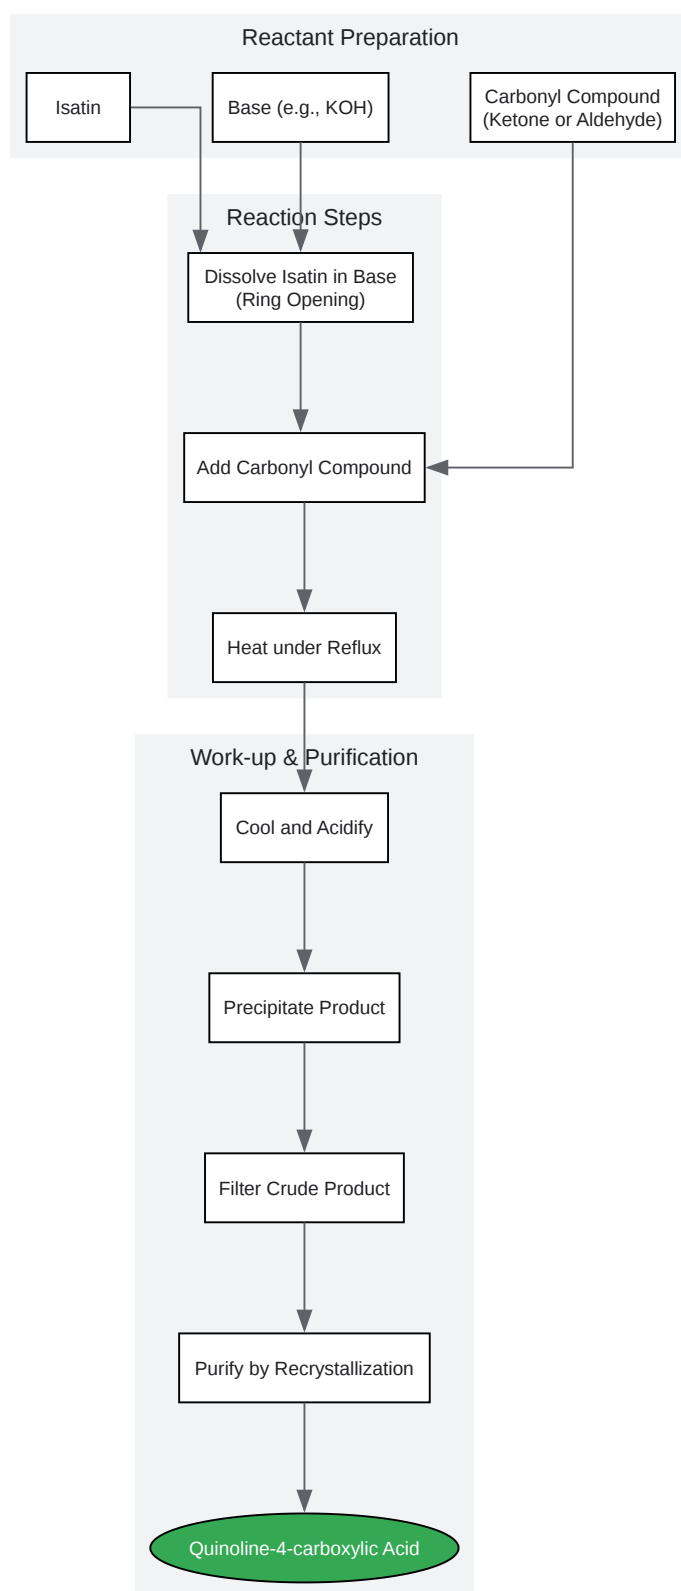 Reactant Preparation
Isatin
Base (e.g., KOH)
Carbonyl Compound
(Ketone or Aldehyde)
Reaction Steps
Dissolve Isatin in Base
(Ring Opening)
Add Carbonyl Compound
Heat under Reflux
Work-up & Purification
Cool and Acidify
Precipitate Product
Filter Crude Product
Purify by Recrystallization
Quinoline-4-carboxylic Acid